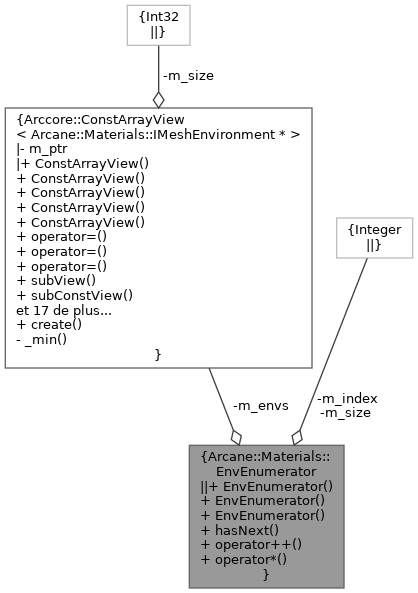 {Int32
||}
-m_size
{Arccore::ConstArrayView
< Arcane::Materials::IMeshEnvironment * >
|- m_ptr
|+ ConstArrayView()
+ ConstArrayView()
+ ConstArrayView()
+ ConstArrayView()
+ ConstArrayView()
+ operator=()
+ operator=()
+ operator=()
+ subView()
+ subConstView()
et 17 de plus...
+ create()
- _min()
}
{Integer
||}
-m_envs
-m_index
-m_size
{Arcane::Materials::
EnvEnumerator
||+ EnvEnumerator()
+ EnvEnumerator()
+ EnvEnumerator()
+ hasNext()
+ operator++()
+ operator*()
}